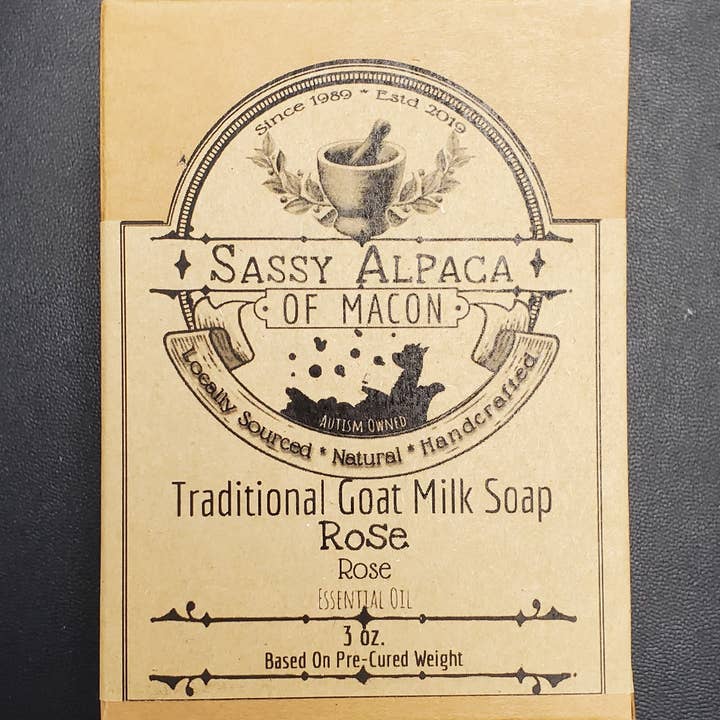 Since 1989 * Estd 2019
Sassy Alpaca
OF MACON
Autism Owned
Locally Sourced * Natural * Handcrafted
Traditional Goat Milk Soap
Rose
Rose
Essential Oil
3 oz.
Based On Pre-Cured Weight